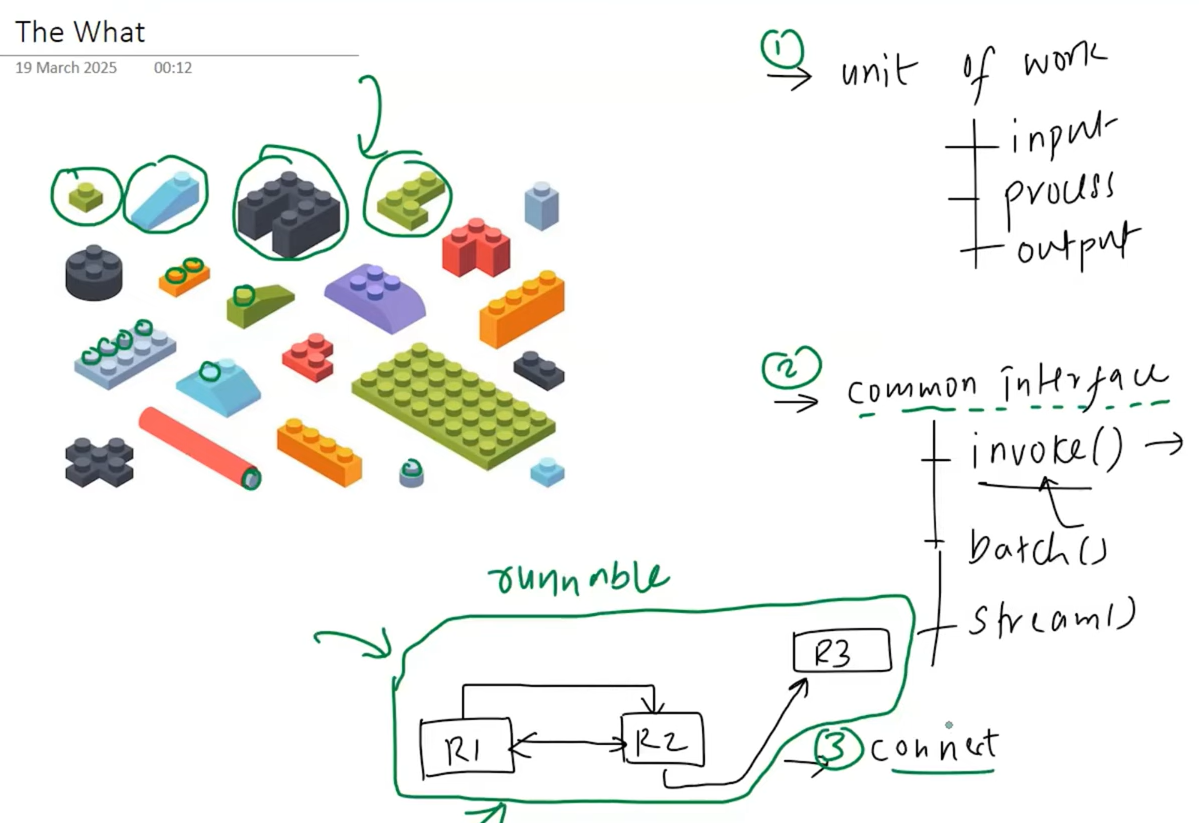 The What
19 March 2025 00:12
1
unit of work
input
process
output
2
common interface
invoke()
batch()
stream()
runnable
R3
R1
R2
3 connect